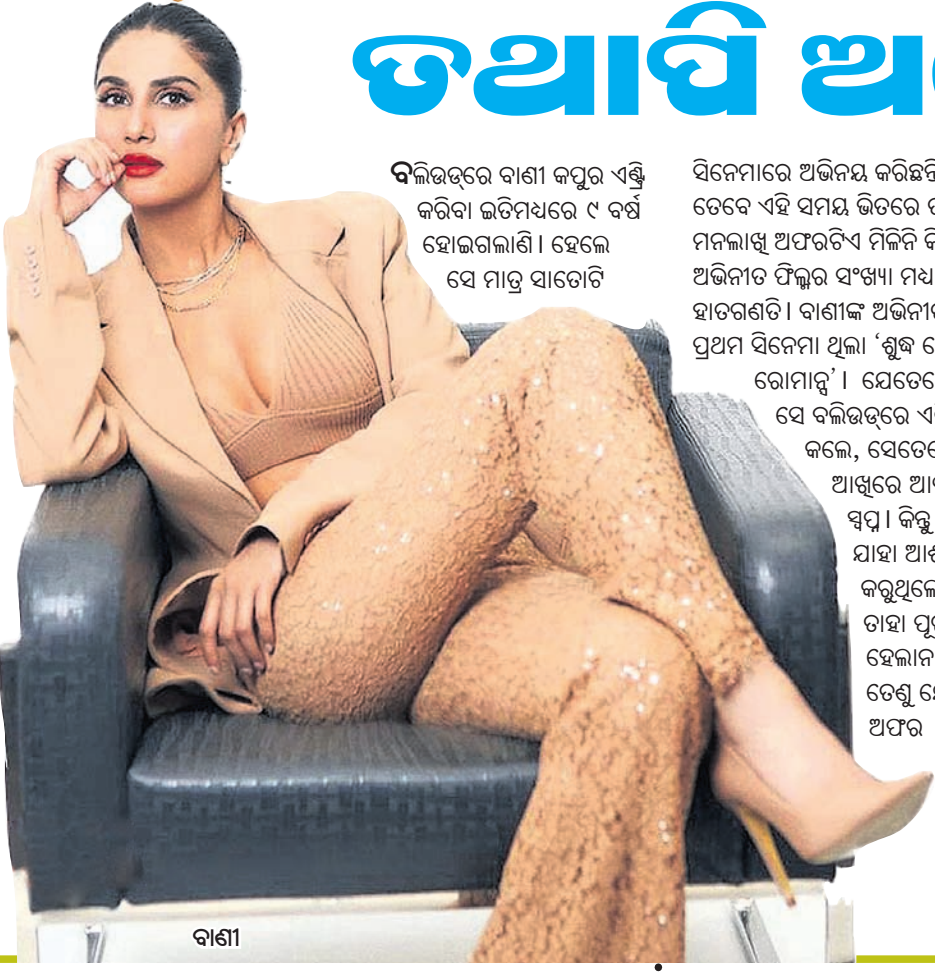 ତଥାପି
ବଲିଉଡ୍‌ରେ ବାଣୀ କପୁର ଏଣ୍ଟ୍ରି
କରିବା ଇତିମଧ୍ୟରେ ୯ ବର୍ଷ
ହୋଇଗଲାଣି। ହେଲେ
ସେ ମାତ୍ର ସାତୋଟି
ସିନେମାରେ ଅଭିନୟ କରିଛନ୍ତି
ତେବେ ଏହି ସମୟ ଭିତରେ
ମନଲାଖି ଅଫରଟିଏ ମିଳିନି
ଅଭିନୀତ ଫିଲ୍ମର ସଂଖ୍ୟା ମଧ୍ୟ
ହାତଗଣତି। ବାଣୀଙ୍କ ଅଭିନୀତ
ପ୍ରଥମ ସିନେମା ଥିଲା ‘ଶୁଦ୍ଧ
ରୋମାନ୍ସ’। ଯେତେ
ସେ ବଲିଉଡ୍‌ରେ
କଲେ, ସେତେ
ଆଖିରେ
ସ୍ୱପ୍ନ। କିନ୍ତୁ
ଯାହା
କରୁଥିଲେ
ତାହା
ହେଲାନି
ତେଣୁ
ଅଫର
ବାଣୀ